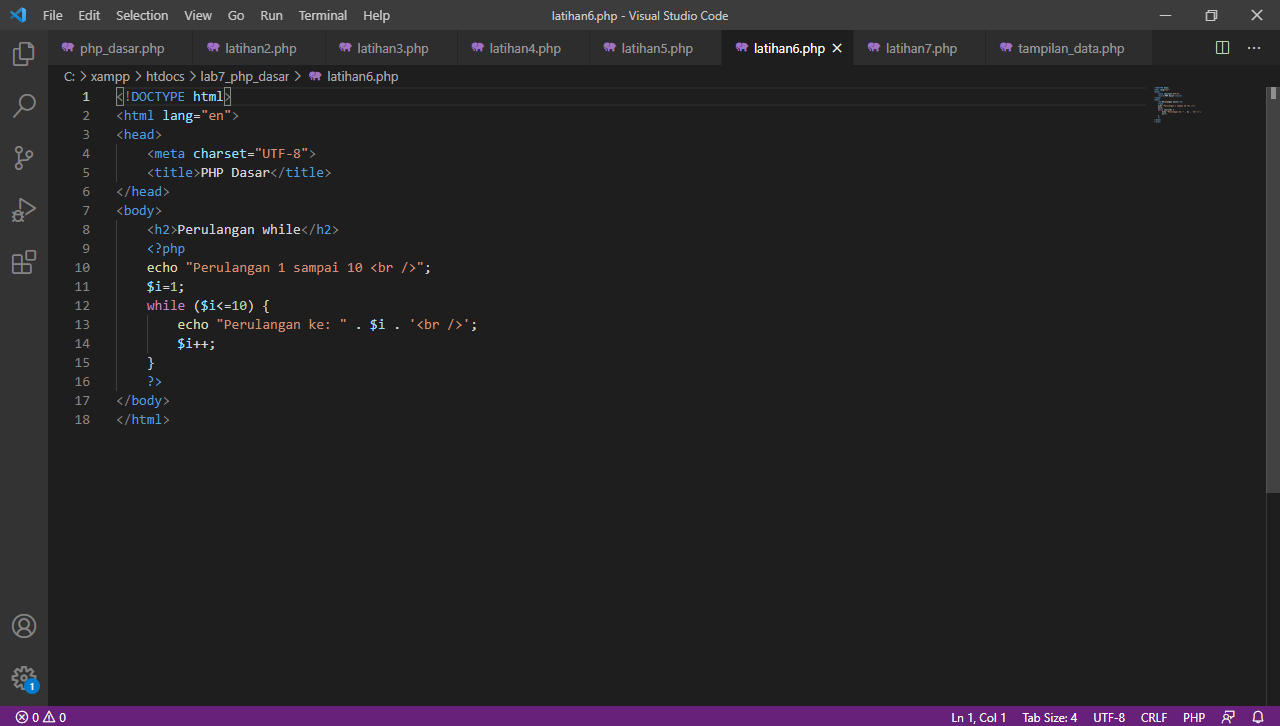 File Edit Selection View Go Run Terminal Help latihan6.php - Visual Studio Code
php_dasar.php latihan2.php latihan3.php latihan4.php latihan5.php latihan6.php latihan7.php tampilan_data.php
C: > xampp > htdocs > lab7_php_dasar > latihan6.php
1 <!DOCTYPE html>
2 <html lang="en">
3 <head>
4     <meta charset="UTF-8">
5     <title>PHP Dasar</title>
6 </head>
7 <body>
8     <h2>Perulangan while</h2>
9     <?php
10     echo "Perulangan 1 sampai 10 <br />";
11     $i=1;
12     while ($i<=10) {
13         echo "Perulangan ke: " . $i . '<br />';
14         $i++;
15     }
16     ?>
17 </body>
18 </html>
1
0 0 Ln 1, Col 1 Tab Size: 4 UTF-8 CRLF PHP